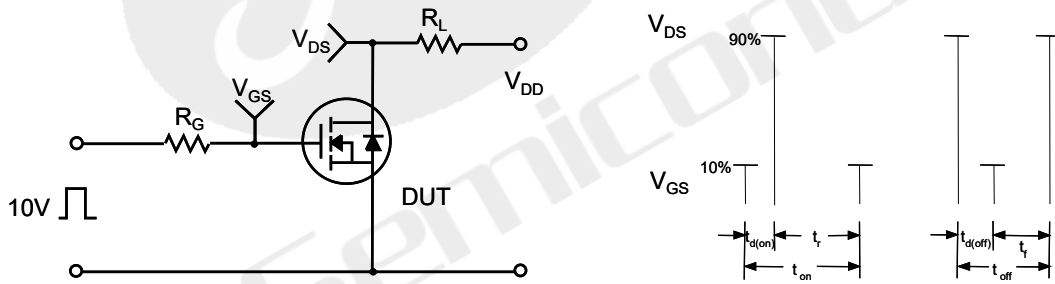 R_L
V_DS
V_DD
V_GS
R_G
10V
DUT
V_DS
90%
V_GS
10%
t_d(on) t_r
t_on
t_d(off) t_f
t_off
Semicon